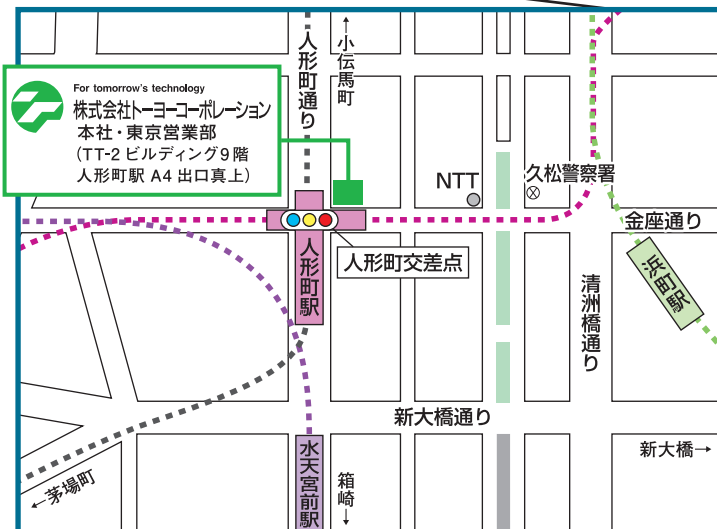 For tomorrow's technology
株式会社トーヨーコーポレーション
本社・東京営業部
(TT-2 ビルディング9階
人形町駅 A4 出口真上)
人形町通り
←小伝馬町
NTT
久松警察署
金座通り
人形町交差点
人形町駅
浜町駅
清洲橋通り
新大橋通り
新大橋→
←茅場町
水天宮前駅
箱崎→